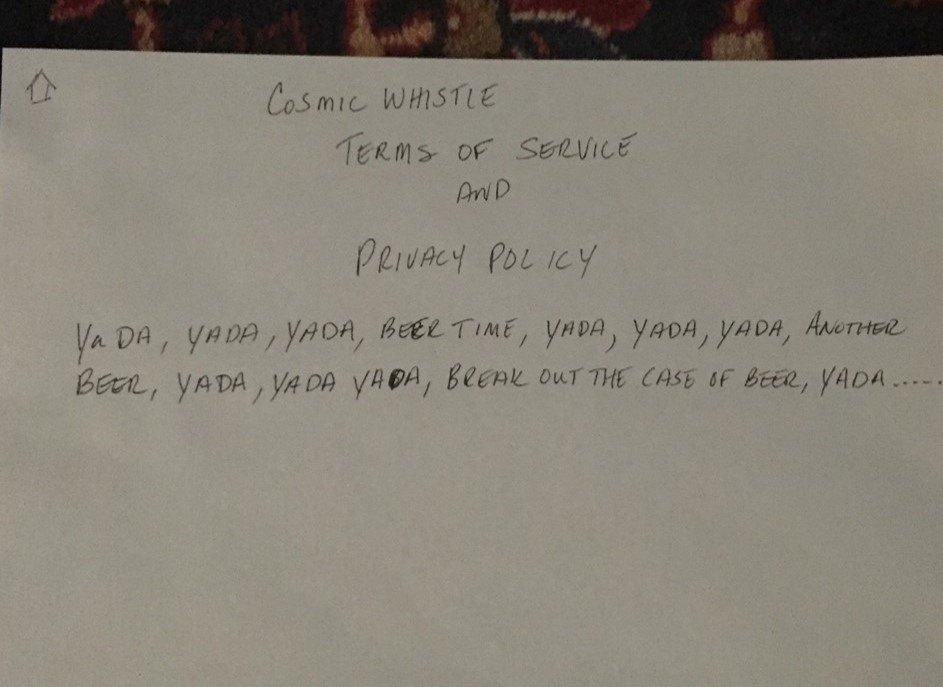 COSMIC WHISTLE
TERMS OF SERVICE
AND
PRIVACY POLICY
YaDA, YADA, YADA, BEER TIME, YADA, YADA, YADA, ANOTHER
BEER, YADA, YADA YADA, BREAK OUT THE CASE OF BEER, YADA.....